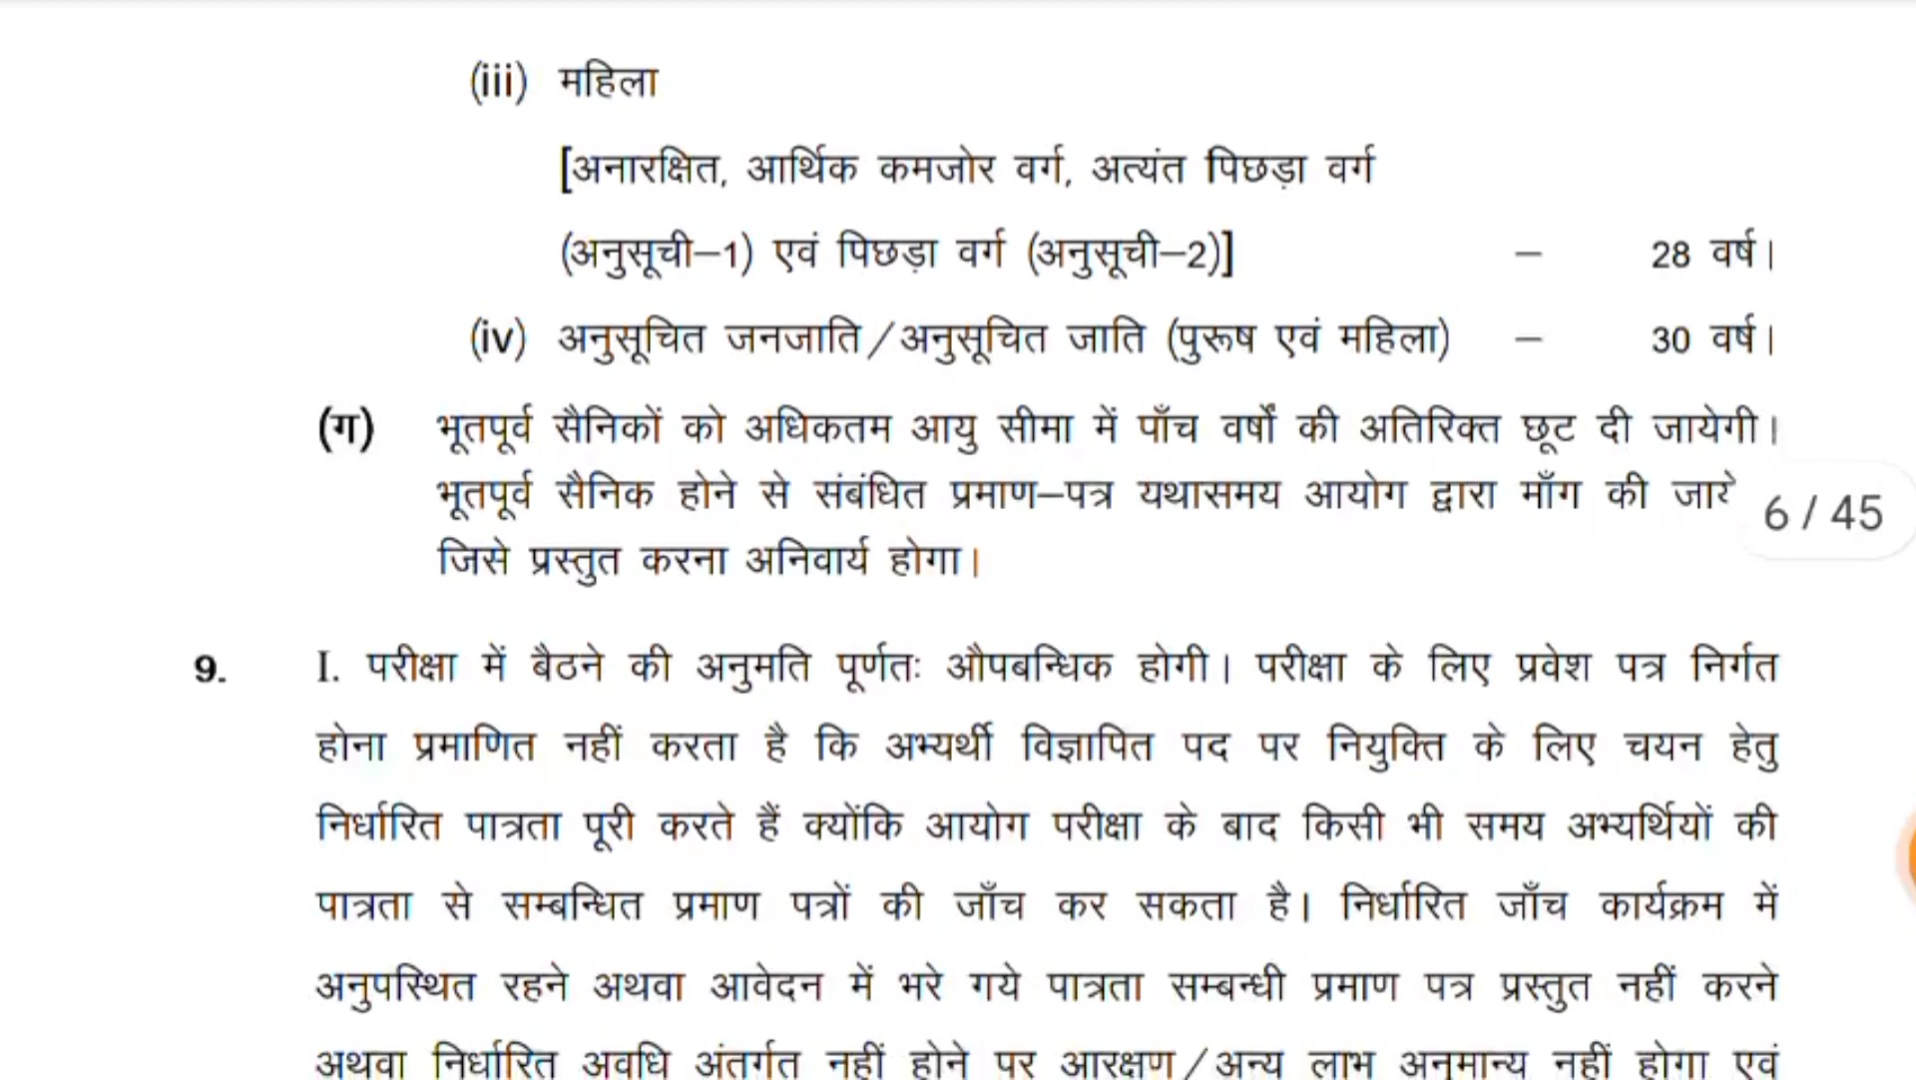 (iii) महिला
[अनारक्षित, आर्थिक कमजोर वर्ग, अत्यंत पिछड़ा वर्ग
(अनुसूची–1) एवं पिछड़ा वर्ग (अनुसूची–2)] – 28 वर्ष।
(iv) अनुसूचित जनजाति/अनुसूचित जाति (पुरूष एवं महिला) – 30 वर्ष।
(ग) भूतपूर्व सैनिकों को अधिकतम आयु सीमा में पाँच वर्षों की अतिरिक्त छूट दी जायेगी।
भूतपूर्व सैनिक होने से संबंधित प्रमाण–पत्र यथासमय आयोग द्वारा माँग की
6 / 45
जिसे प्रस्तुत करना अनिवार्य होगा।
9. I. परीक्षा में बैठने की अनुमति पूर्णतः औपबन्धिक होगी। परीक्षा के लिए प्रवेश पत्र निर्गत
होना प्रमाणित नहीं करता है कि अभ्यर्थी विज्ञापित पद पर नियुक्ति के लिए चयन हेतु
निर्धारित पात्रता पूरी करते हैं क्योंकि आयोग परीक्षा के बाद किसी भी समय अभ्यर्थियों की
पात्रता से सम्बन्धित प्रमाण पत्रों की जाँच कर सकता है। निर्धारित जाँच कार्यक्रम में
अनुपस्थित रहने अथवा आवेदन में भरे गये पात्रता सम्बन्धी प्रमाण पत्र प्रस्तुत नहीं करने
अथवा निर्धारित अवधि अंतर्गत नहीं होने पर आरक्षण/अन्य लाभ अनुमान्य नहीं होगा एवं